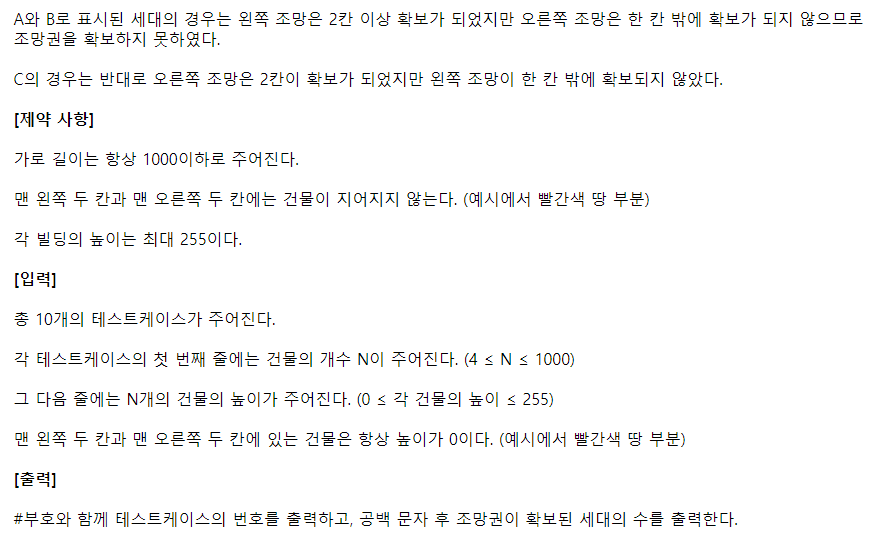 A와 B로 표시된 세대의 경우는 왼쪽 조망은 2칸 이상 확보가 되었지만 오른쪽 조망은 한 칸 밖에 확보가 되지 않으므로
조망권을 확보하지 못하였다.
C의 경우는 반대로 오른쪽 조망은 2칸이 확보가 되었지만 왼쪽 조망이 한 칸 밖에 확보되지 않았다.
[제약 사항]
가로 길이는 항상 1000이하로 주어진다.
맨 왼쪽 두 칸과 맨 오른쪽 두 칸에는 건물이 지어지지 않는다. (예시에서 빨간색 땅 부분)
각 빌딩의 높이는 최대 255이다.
[입력]
총 10개의 테스트케이스가 주어진다.
각 테스트케이스의 첫 번째 줄에는 건물의 개수 N이 주어진다. (4 ≤ N ≤ 1000)
그 다음 줄에는 N개의 건물의 높이가 주어진다. (0 ≤ 각 건물의 높이 ≤ 255)
맨 왼쪽 두 칸과 맨 오른쪽 두 칸에 있는 건물은 항상 높이가 0이다. (예시에서 빨간색 땅 부분)
[출력]
#부호와 함께 테스트케이스의 번호를 출력하고, 공백 문자 후 조망권이 확보된 세대의 수를 출력한다.